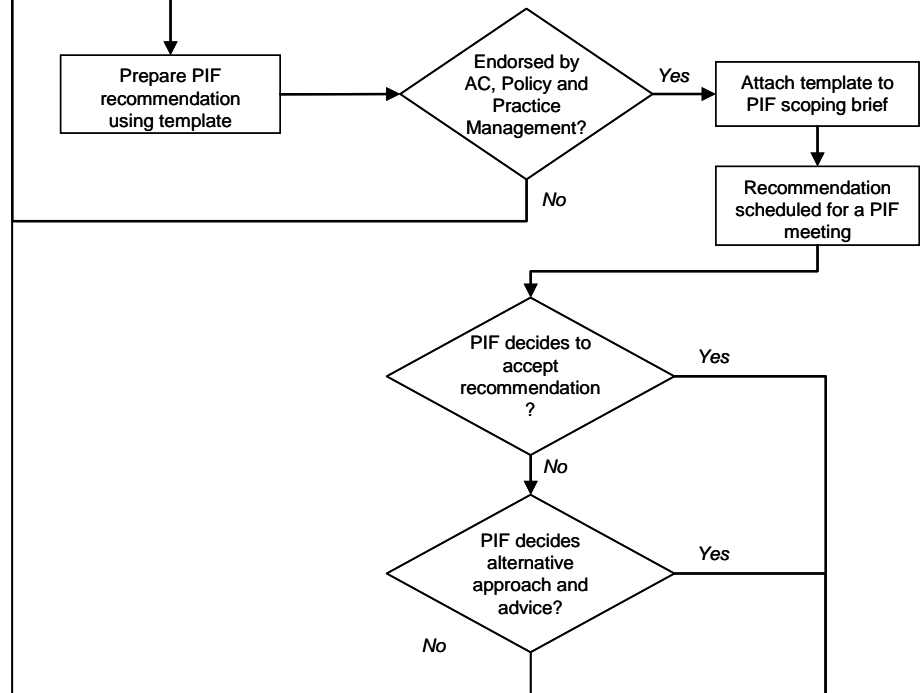 Prepare PIF
recommendation
using template
Endorsed by
AC, Policy and
Practice
Management?
Yes
Attach template to
PIF scoping brief
No
Recommendation
scheduled for a PIF
meeting
PIF decides to
accept
recommendation
?
Yes
No
PIF decides
alternative
approach and
advice?
Yes
No